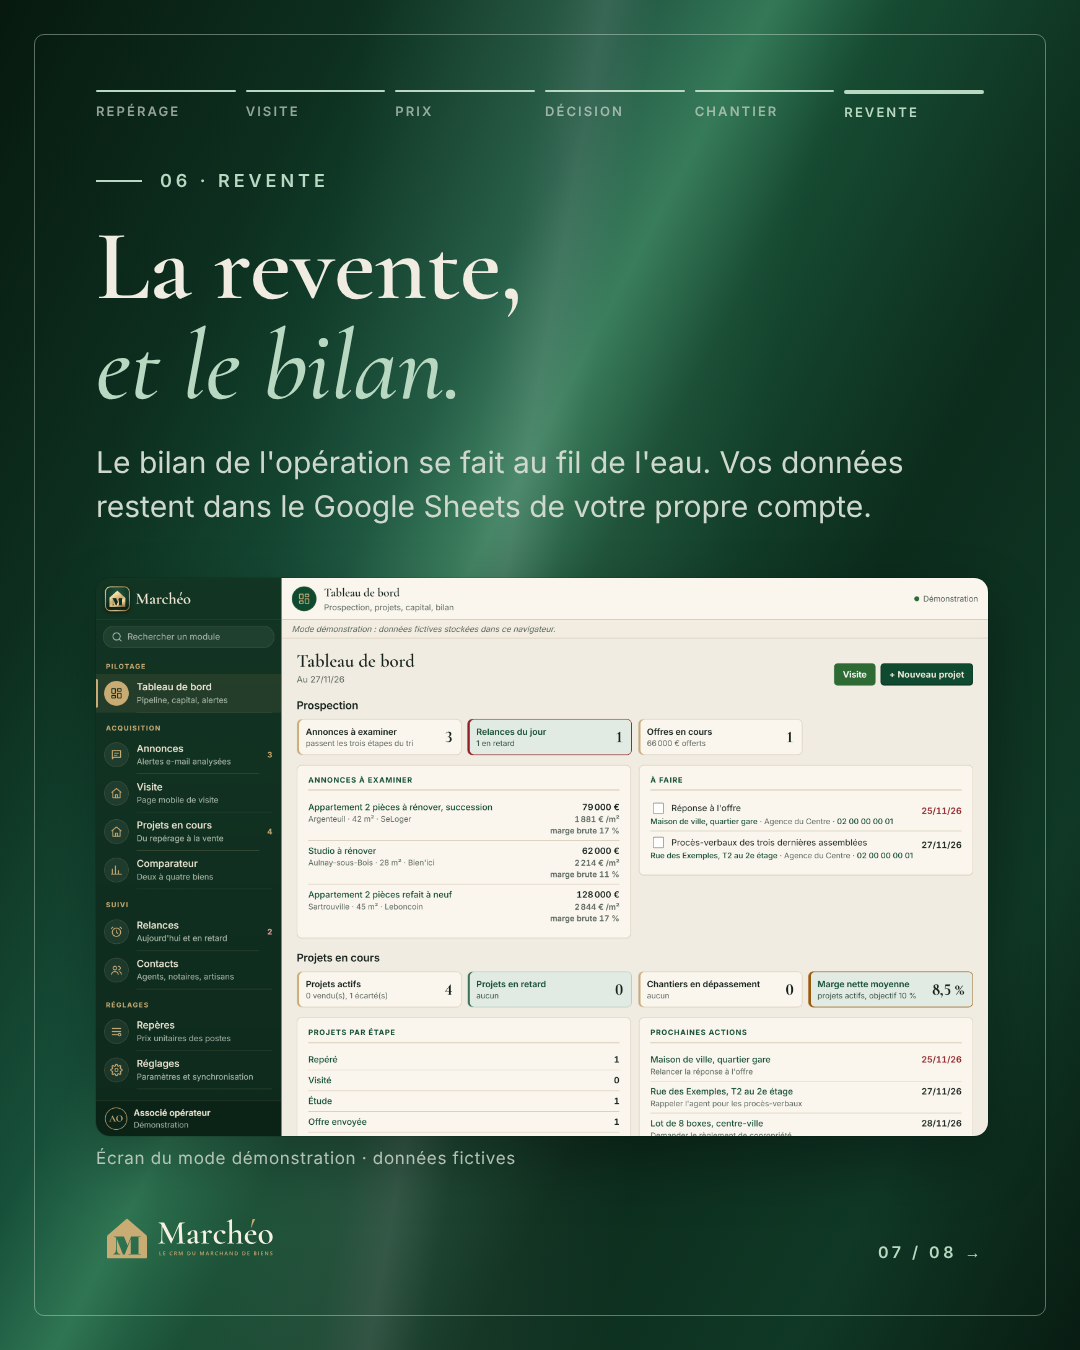 REPÉRAGE
VISITE
PRIX
DÉCISION
CHANTIER
REVENTE
06 · REVENTE
La revente,
et le bilan.
Le bilan de l'opération se fait au fil de l'eau. Vos données
restent dans le Google Sheets de votre propre compte.
Marchéo
Rechercher un module
PILOTAGE
Tableau de bord
Pipeline, capital, alertes
ACQUISITION
Annonces
3
Alertes e-mail analysées
Visite
Page mobile de visite
Projets en cours
4
Du repérage à la vente
Comparateur
Deux à quatre biens
SUIVI
Relances
2
Aujourd'hui et en retard
Contacts
Agents, notaires, artisans
RÉGLAGES
Repères
Prix unitaires des postes
Réglages
Paramètres et synchronisation
AO
Associé opérateur
Démonstration
Tableau de bord
Prospection, projets, capital, bilan
Démonstration
Mode démonstration : données fictives stockées dans ce navigateur.
Tableau de bord
Au 27/11/26
Visite
+ Nouveau projet
Prospection
Annonces à examiner
passent les trois étapes du tri
3
Relances du jour
1 en retard
1
Offres en cours
66 000 € offerts
1
ANNONCES À EXAMINER
Appartement 2 pièces à rénover, succession
79 000 €
Argenteuil · 42 m² · SeLoger
1 881 € /m²
marge brute 17 %
Studio à rénover
62 000 €
Aulnay-sous-Bois · 28 m² · Bien'ici
2 214 € /m²
marge brute 11 %
Appartement 2 pièces refait à neuf
128 000 €
Sartrouville · 45 m² · Leboncoin
2 844 € /m²
marge brute 17 %
À FAIRE
Réponse à l'offre
25/11/26
Maison de ville, quartier gare · Agence du Centre · 02 00 00 00 01
Procès-verbaux des trois dernières assemblées
27/11/26
Rue des Exemples, T2 au 2e étage · Agence du Centre · 02 00 00 00 01
Projets en cours
Projets actifs
0 vendu(s), 1 écarté(s)
4
Projets en retard
aucun
0
Chantiers en dépassement
aucun
0
Marge nette moyenne
projets actifs, objectif 10 %
8,5 %
PROJETS PAR ÉTAPE
Repéré
1
Visité
0
Étude
1
Offre envoyée
1
PROCHAINES ACTIONS
Maison de ville, quartier gare
25/11/26
Relancer la réponse à l'offre
Rue des Exemples, T2 au 2e étage
27/11/26
Rappeler l'agent pour les procès-verbaux
Lot de 8 boxes, centre-ville
28/11/26
Demander le règlement de copropriété
Écran du mode démonstration · données fictives
Marchéo
LE CRM DU MARCHAND DE BIENS
07 / 08 →